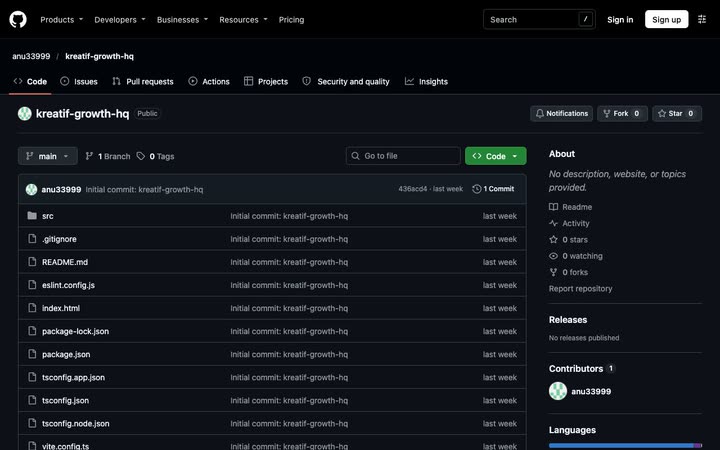 Products Developers Businesses Resources Pricing Search / Sign in Sign up
anu33999 / kreatif-growth-hq
Code Issues Pull requests Actions Projects Security and quality Insights
kreatif-growth-hq Public Notifications Fork 0 Star 0
main 1 Branch 0 Tags Go to file Code
anu33999 Initial commit: kreatif-growth-hq 436acd4 · last week 1 Commit
src Initial commit: kreatif-growth-hq last week
.gitignore Initial commit: kreatif-growth-hq last week
README.md Initial commit: kreatif-growth-hq last week
eslint.config.js Initial commit: kreatif-growth-hq last week
index.html Initial commit: kreatif-growth-hq last week
package-lock.json Initial commit: kreatif-growth-hq last week
package.json Initial commit: kreatif-growth-hq last week
tsconfig.app.json Initial commit: kreatif-growth-hq last week
tsconfig.json Initial commit: kreatif-growth-hq last week
tsconfig.node.json Initial commit: kreatif-growth-hq last week
vite.config.ts Initial commit: kreatif-growth-hq last week
About
No description, website, or topics
provided.
Readme
Activity
0 stars
0 watching
0 forks
Report repository
Releases
No releases published
Contributors 1
anu33999
Languages